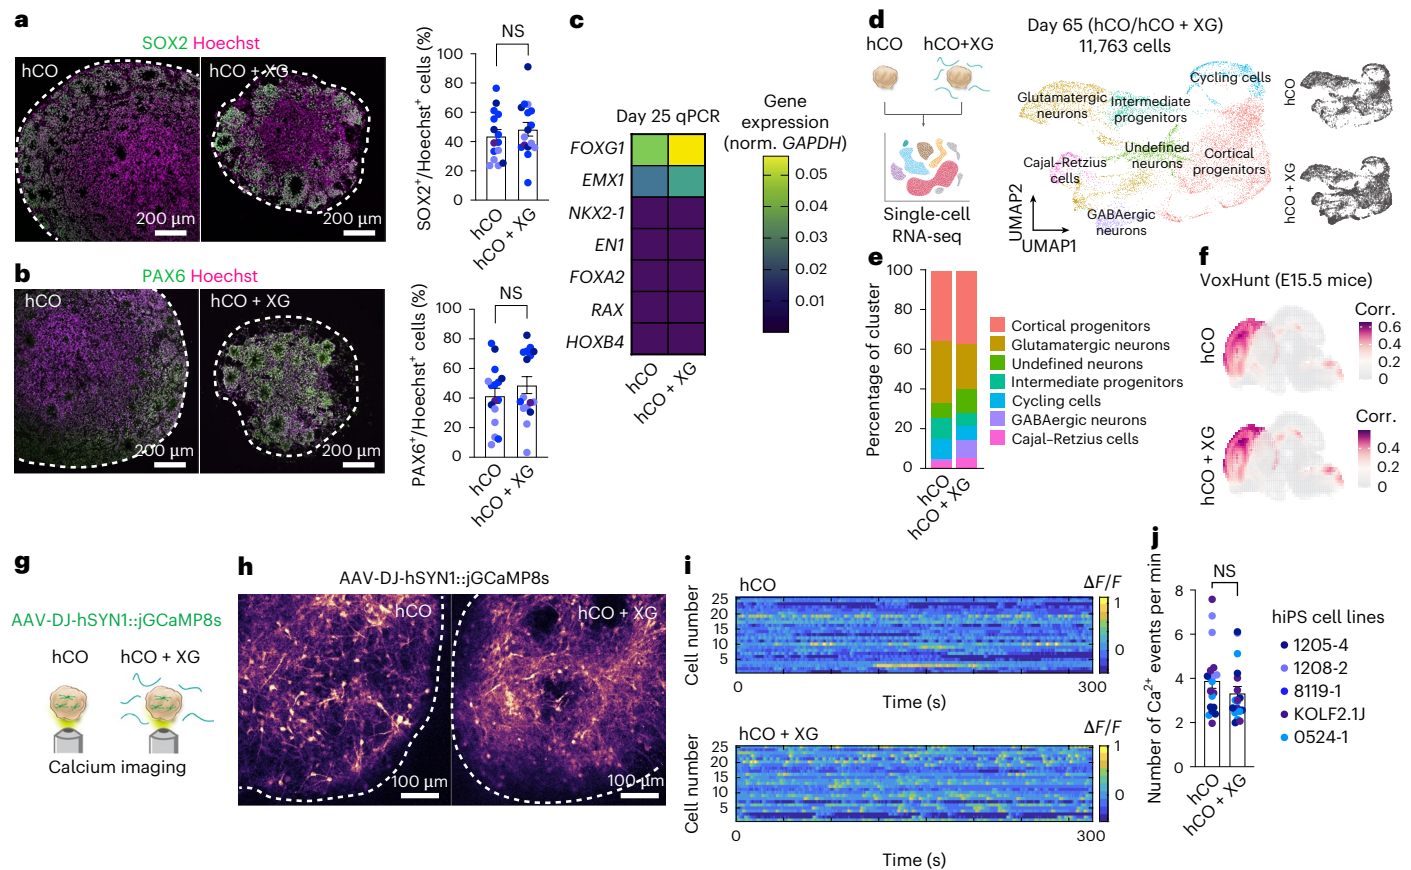 a
SOX2 Hoechst
hCO
hCO + XG
200 µm
200 µm
SOX2+/Hoechst+ cells (%)
NS
100
80
60
40
20
0
hCO
hCO + XG
b
PAX6 Hoechst
hCO
hCO + XG
200 µm
200 µm
PAX6+/Hoechst+ cells (%)
NS
100
80
60
40
20
0
hCO
hCO + XG
c
Day 25 qPCR
FOXG1
EMX1
NKX2-1
EN1
FOXA2
RAX
HOXB4
hCO
hCO + XG
Gene
expression
(norm. GAPDH)
0.05
0.04
0.03
0.02
0.01
d
hCO
hCO+XG
Single-cell
RNA-seq
Day 65 (hCO/hCO + XG)
11,763 cells
Cycling cells
Glutamatergic
neurons
Intermediate
progenitors
Undefined
neurons
Cortical
progenitors
Cajal–Retzius
cells
GABAergic
neurons
UMAP2
UMAP1
hCO
hCO + XG
e
Percentage of cluster
100
80
60
40
20
0
hCO
hCO + XG
Cortical progenitors
Glutamatergic neurons
Undefined neurons
Intermediate progenitors
Cycling cells
GABAergic neurons
Cajal–Retzius cells
f
VoxHunt (E15.5 mice)
hCO
Corr.
0.6
0.4
0.2
0
hCO + XG
Corr.
0.4
0.2
0
g
AAV-DJ-hSYN1::jGCaMP8s
hCO
hCO + XG
Calcium imaging
h
AAV-DJ-hSYN1::jGCaMP8s
hCO
hCO + XG
100 µm
100 µm
i
hCO
ΔF/F
Cell number
25
20
15
10
5
1
0
0
300
Time (s)
hCO + XG
ΔF/F
Cell number
25
20
15
10
5
1
0
0
300
Time (s)
j
Number of Ca2+ events per min
NS
8
6
4
2
0
hCO
hCO + XG
hiPS cell lines
1205-4
1208-2
8119-1
KOLF2.1J
0524-1